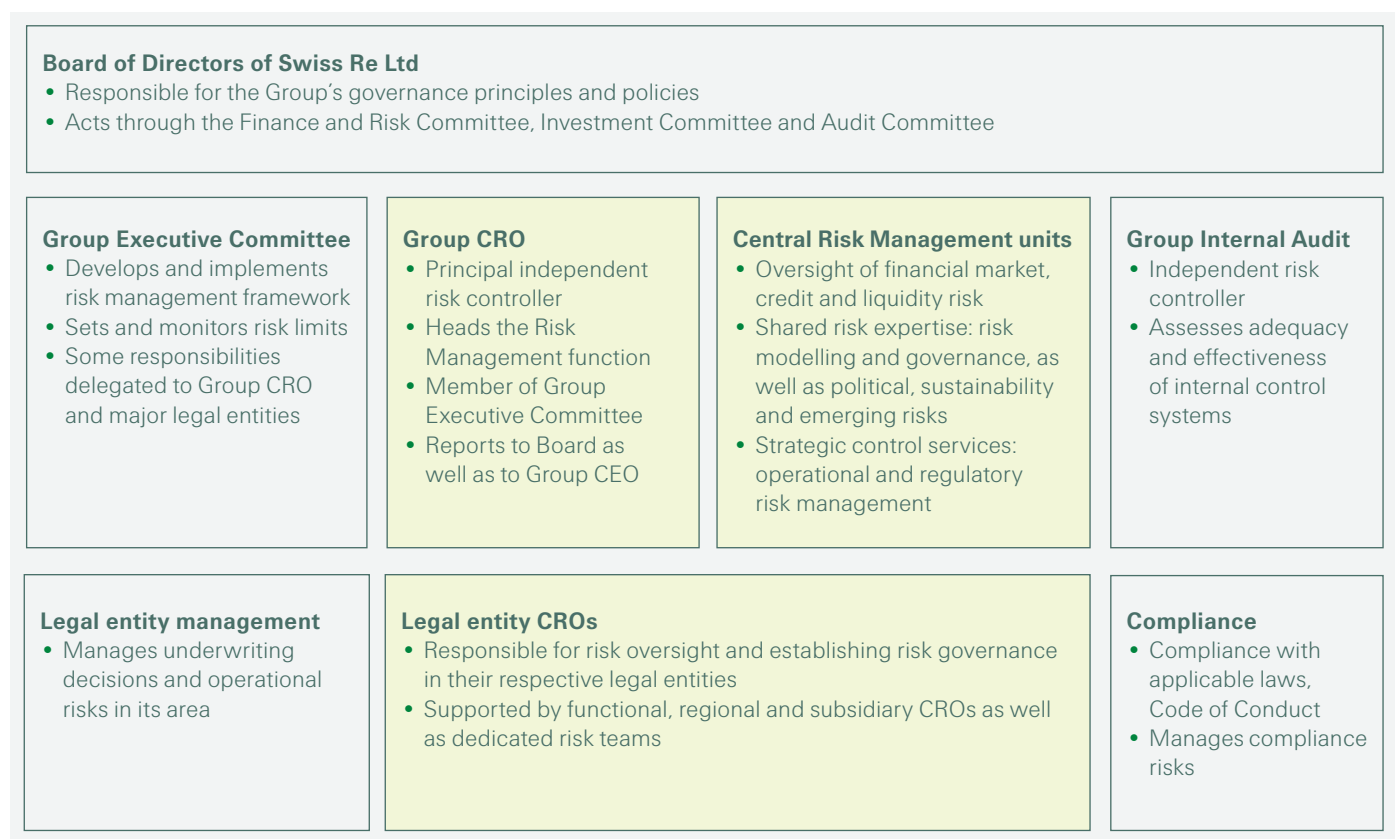 Board of Directors of Swiss Re Ltd
• Responsible for the Group's governance principles and policies
• Acts through the Finance and Risk Committee, Investment Committee and Audit Committee
Group Executive Committee
• Develops and implements
risk management framework
• Sets and monitors risk limits
• Some responsibilities
delegated to Group CRO
and major legal entities
Group CRO
• Principal independent
risk controller
• Heads the Risk
Management function
• Member of Group
Executive Committee
• Reports to Board as
well as to Group CEO
Central Risk Management units
• Oversight of financial market,
credit and liquidity risk
• Shared risk expertise: risk
modelling and governance, as
well as political, sustainability
and emerging risks
• Strategic control services:
operational and regulatory
risk management
Group Internal Audit
• Independent risk
controller
• Assesses adequacy
and effectiveness
of internal control
systems
Legal entity management
• Manages underwriting
decisions and operational
risks in its area
Legal entity CROs
• Responsible for risk oversight and establishing risk governance
in their respective legal entities
• Supported by functional, regional and subsidiary CROs as well
as dedicated risk teams
Compliance
• Compliance with
applicable laws,
Code of Conduct
• Manages compliance
risks